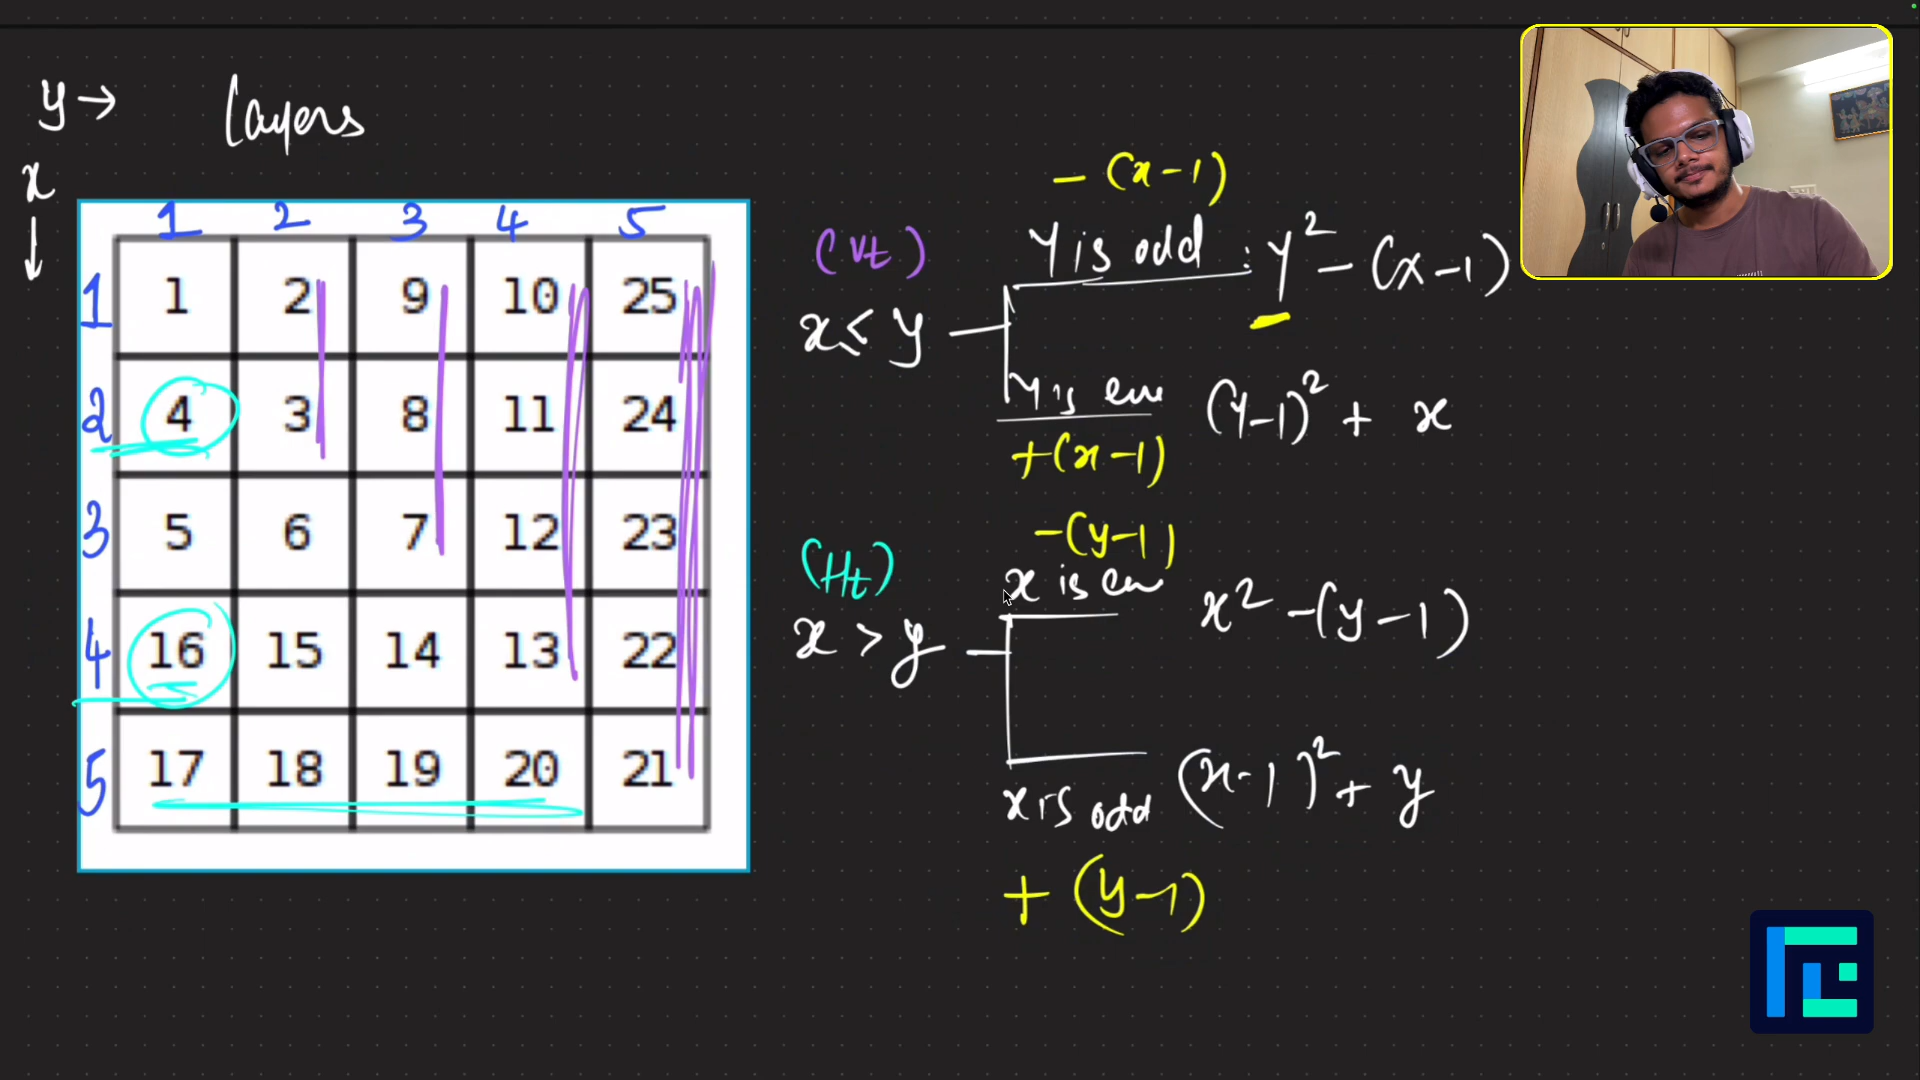 y →
Layers
x
↓
1 2 3 4 5
1 1 2 9 10 25
2 4 3 8 11 24
3 5 6 7 12 23
4 16 15 14 13 22
5 17 18 19 20 21
- (x-1)
(Vt)
Y is odd : y² - (x-1)
x ≤ y
Y is (y-1)² + x
+(x-1)
-(y-1)
(Ht)
x is x² -(y-1)
x > y
x is odd (x-1)² + y
+ (y-1)